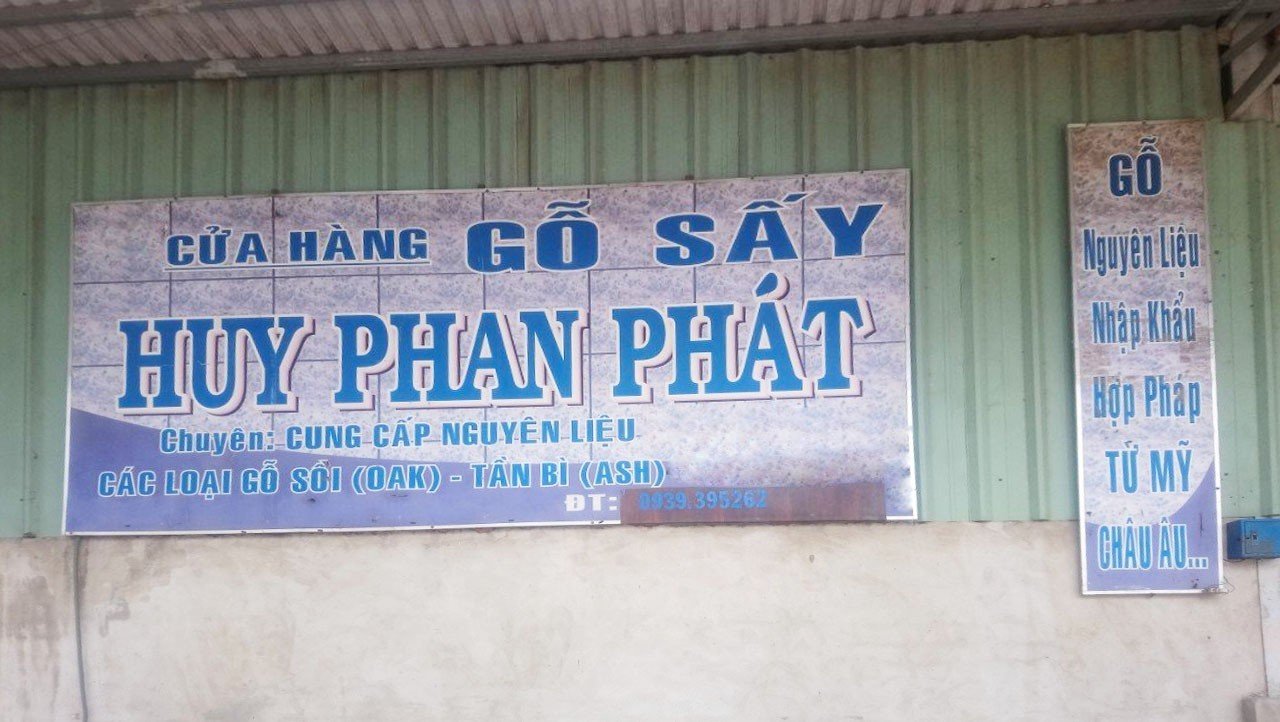 CỬA HÀNG GỖ SẤY
HUY PHAN PHÁT
Chuyên: CUNG CẤP NGUYÊN LIỆU
CÁC LOẠI GỖ SỒI (OAK) - TẦN BÌ (ASH)
ĐT: 0939.395262
GỖ
Nguyên Liệu
Nhập Khẩu
Hợp Pháp
TỪ MỸ
CHÂU ÂU...